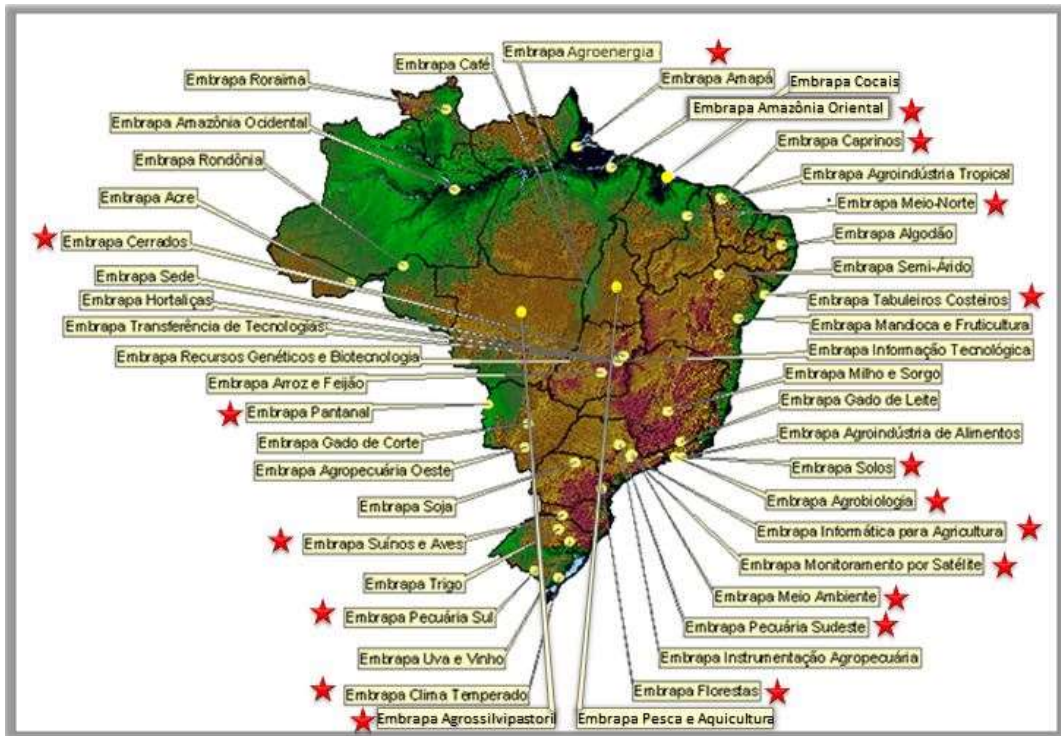 Embrapa Agroenergia
Embrapa Café
Embrapa Amapá
Embrapa Roraima
Embrapa Cocais
Embrapa Amazônia Oriental
Embrapa Amazônia Ocidental
Embrapa Caprinos
Embrapa Rondônia
Embrapa Agroindústria Tropical
Embrapa Acre
Embrapa Meio-Norte
Embrapa Algodão
Embrapa Cerrados
Embrapa Semi-Árido
Embrapa Sede
Embrapa Hortaliças
Embrapa Tabuleiros Costeiros
Embrapa Transferência de Tecnologias
Embrapa Mandioca e Fruticultura
Embrapa Informação Tecnológica
Embrapa Recursos Genéticos e Biotecnologia
Embrapa Milho e Sorgo
Embrapa Arroz e Feijão
Embrapa Gado de Leite
Embrapa Pantanal
Embrapa Agroindústria de Alimentos
Embrapa Gado de Corte
Embrapa Solos
Embrapa Agropecuária Oeste
Embrapa Agrobiologia
Embrapa Soja
Embrapa Informática para Agricultura
Embrapa Suínos e Aves
Embrapa Monitoramento por Satélite
Embrapa Trigo
Embrapa Meio Ambiente
Embrapa Pecuária Sul
Embrapa Pecuária Sudeste
Embrapa Uva e Vinho
Embrapa Instrumentação Agropecuária
Embrapa Clima Temperado
Embrapa Florestas
Embrapa Agrossilvipastoril
Embrapa Pesca e Aquicultura